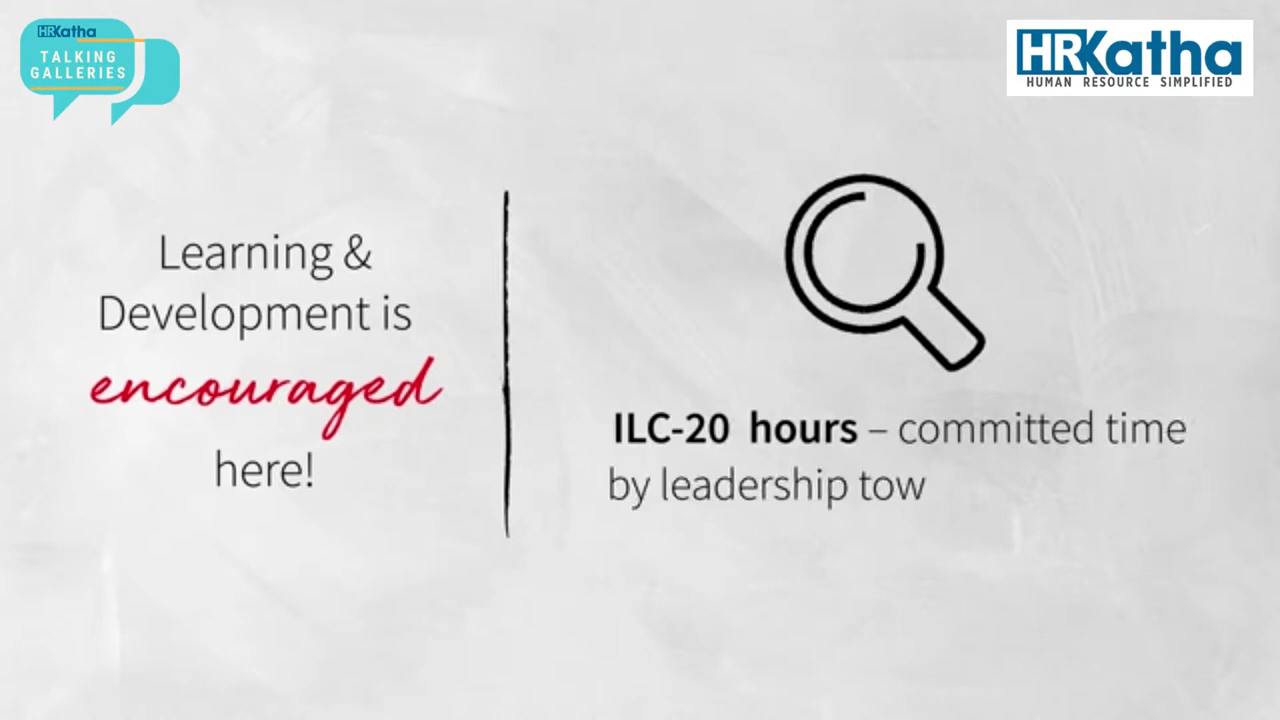 HRKatha
TALKING
GALLERIES
HRKatha
HUMAN RESOURCE SIMPLIFIED
Learning &
Development is
encouraged
here!
ILC-20 hours – committed time
by leadership tow